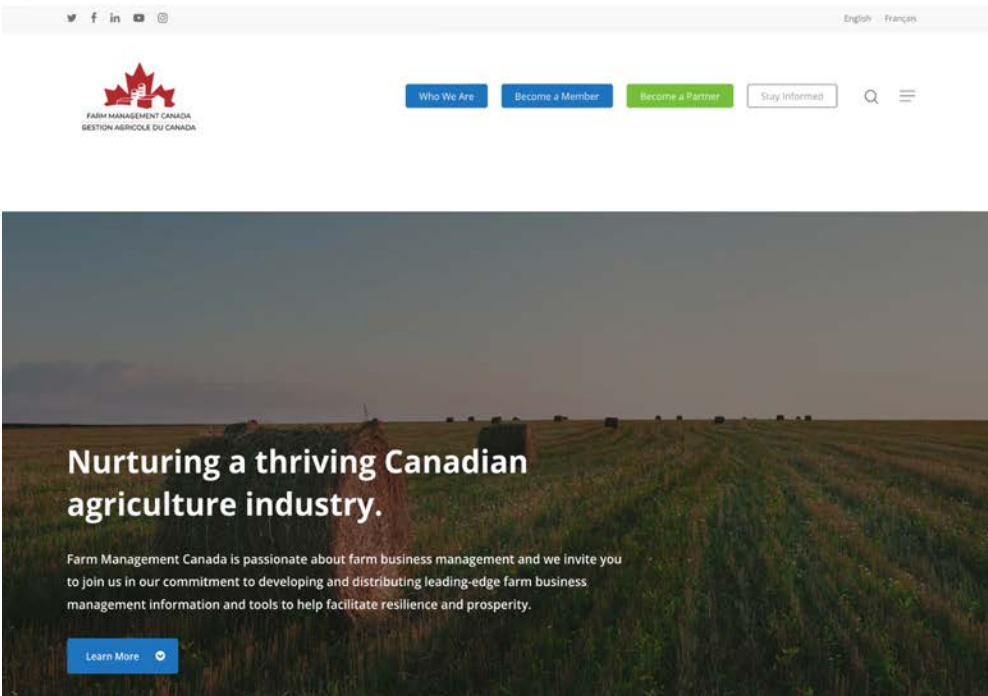 English Français
FARM MANAGEMENT CANADA
GESTION AGRICOLE DU CANADA
Who We Are
Become a Member
Become a Partner
Stay Informed
Nurturing a thriving Canadian
agriculture industry.
Farm Management Canada is passionate about farm business management and we invite you
to join us in our commitment to developing and distributing leading-edge farm business
management information and tools to help facilitate resilience and prosperity.
Learn More